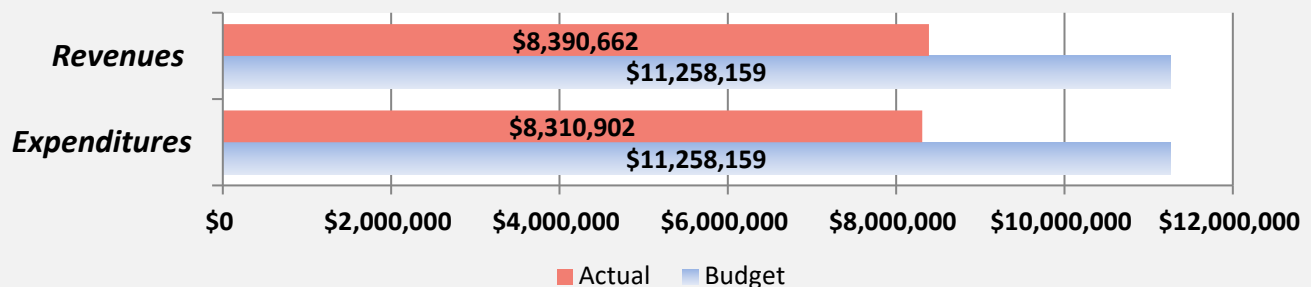 Revenues
$8,390,662
$11,258,159
Expenditures
$8,310,902
$11,258,159
$0 $2,000,000 $4,000,000 $6,000,000 $8,000,000 $10,000,000 $12,000,000
Actual Budget